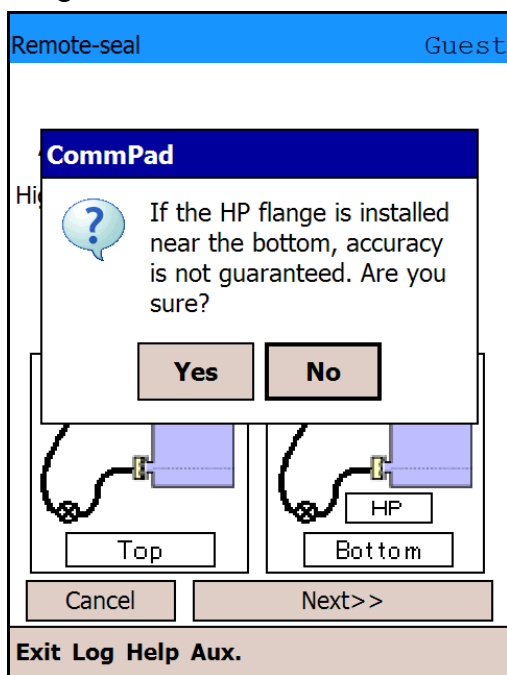 Remote-seal Guest
CommPad
Hig
If the HP flange is installed
near the bottom, accuracy
is not guaranteed. Are you
sure?
Yes No
HP
Top Bottom
Cancel Next>>
Exit Log Help Aux.